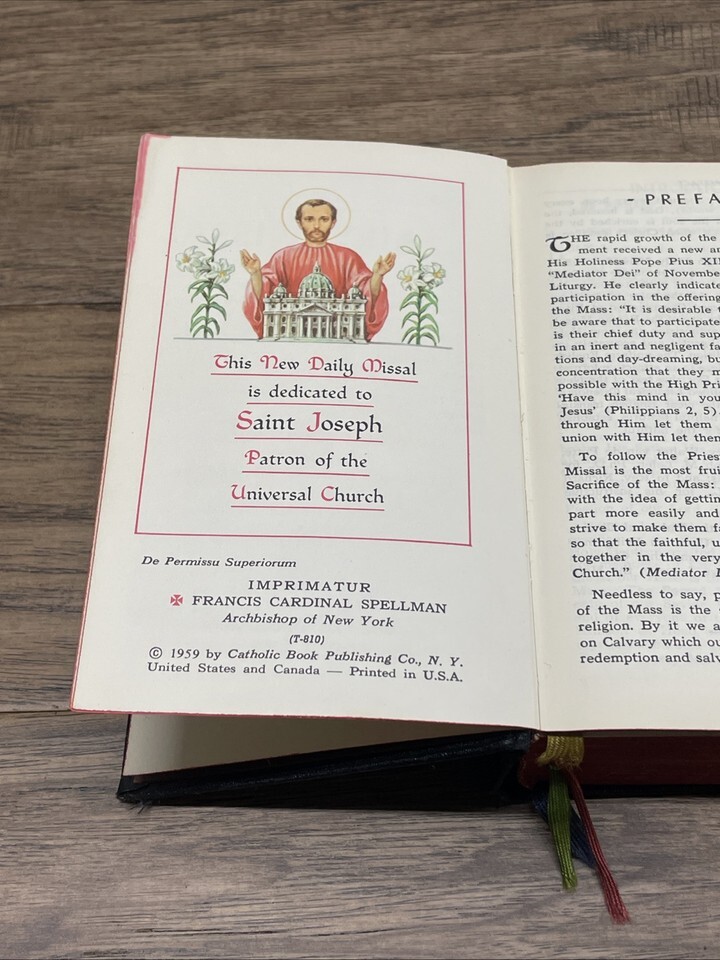 This New Daily Missal
is dedicated to
Saint Joseph
Patron of the
Universal Church
De Permissu Superiorum
IMPRIMATUR
✠ FRANCIS CARDINAL SPELLMAN
Archbishop of New York
(T-810)
© 1959 by Catholic Book Publishing Co., N. Y.
United States and Canada — Printed in U.S.A.
- PREFA
THE rapid growth of the
ment received a new a
His Holiness Pope Pius XI
"Mediator Dei" of Novembe
Liturgy. He clearly indicate
participation in the offering
the Mass: "It is desirable t
be aware that to participate
is their chief duty and sup
in an inert and negligent fa
tions and day-dreaming, bu
concentration that they m
possible with the High Pri
'Have this mind in you
Jesus' (Philippians 2, 5)
through Him let them
union with Him let then
To follow the Pries
Missal is the most frui
Sacrifice of the Mass:
with the idea of getting
part more easily and
strive to make them fa
so that the faithful, u
together in the very
Church." (Mediator
Needless to say, p
of the Mass is the
religion. By it we a
on Calvary which ou
redemption and salv